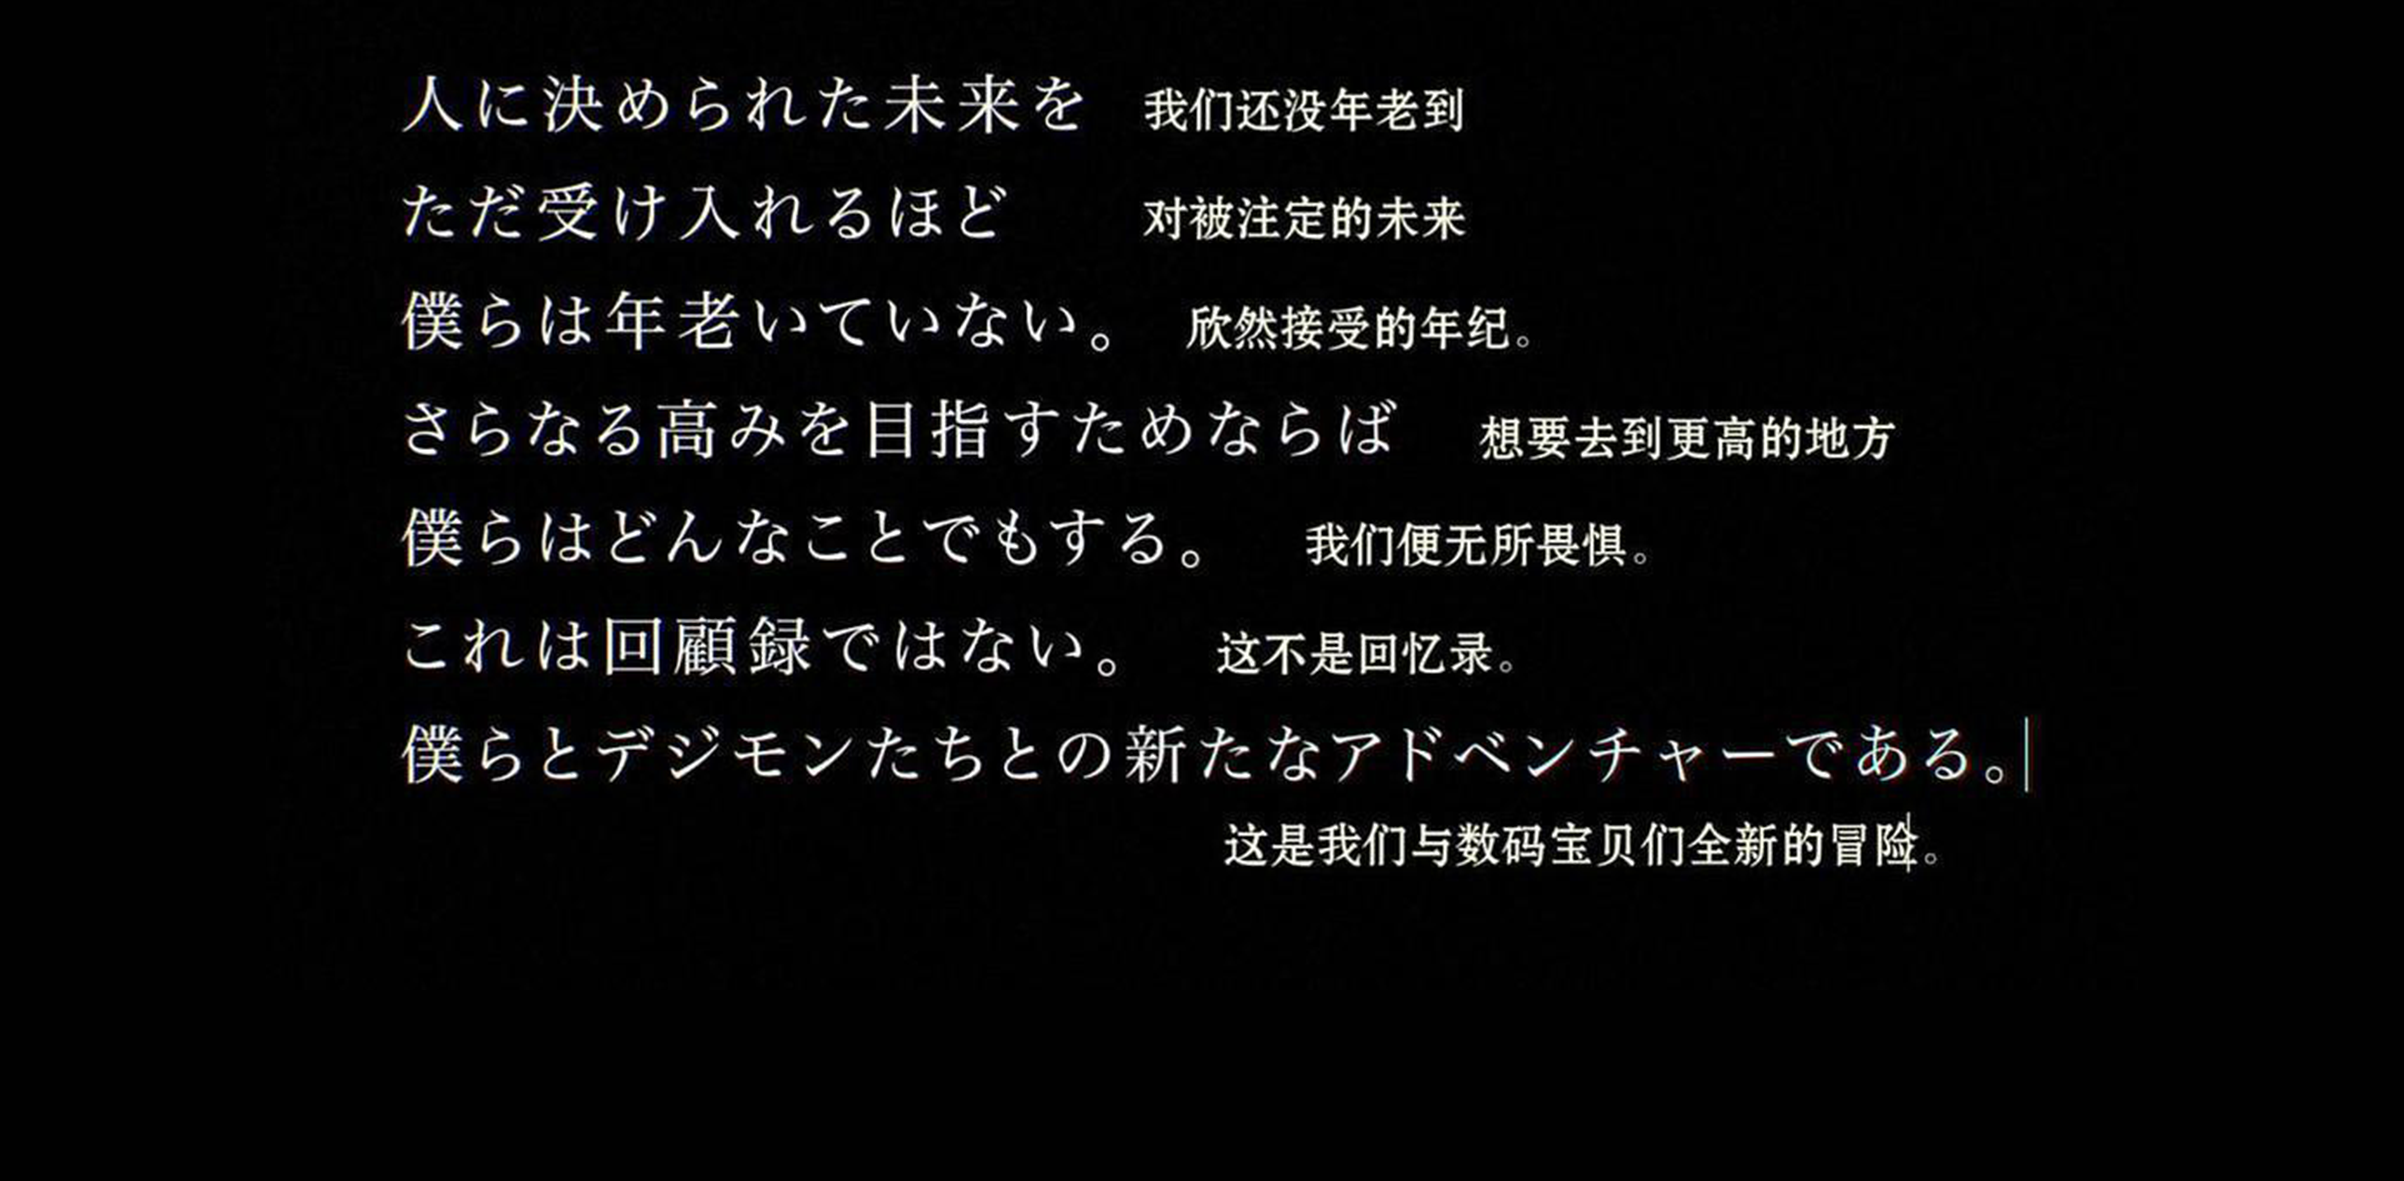 人に決められた未来を 我们还没年老到
ただ受け入れるほど 对被注定的未来
僕らは年老いていない。 欣然接受的年纪。
さらなる高みを目指すためならば 想要去到更高的地方
僕らはどんなことでもする。 我们便无所畏惧。
これは回顧録ではない。 这不是回忆录。
僕らとデジモンたちとの新たなアドベンチャーである。
这是我们与数码宝贝们全新的冒险。